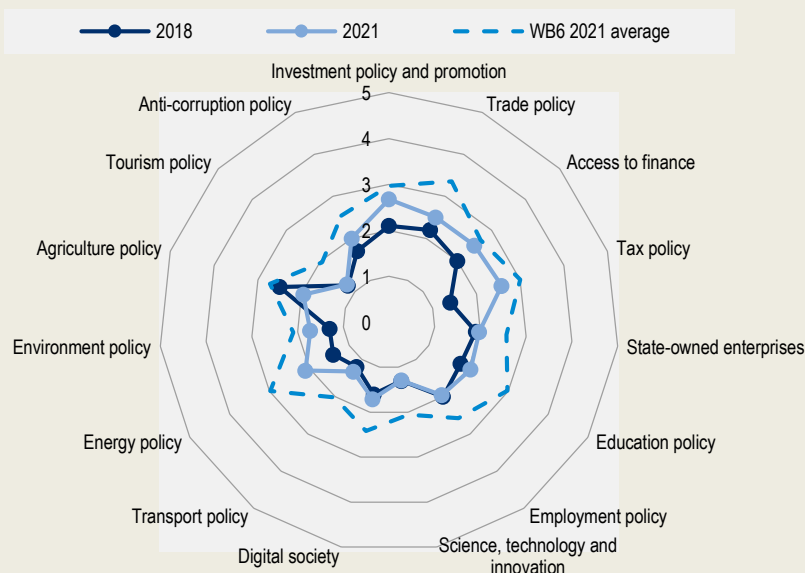 2018
2021
WB6 2021 average
Investment policy and promotion
Anti-corruption policy
Trade policy
Tourism policy
Access to finance
Agriculture policy
Tax policy
Environment policy
State-owned enterprises
Energy policy
Education policy
Transport policy
Employment policy
Digital society
Science, technology and
innovation
5
4
3
2
1
0